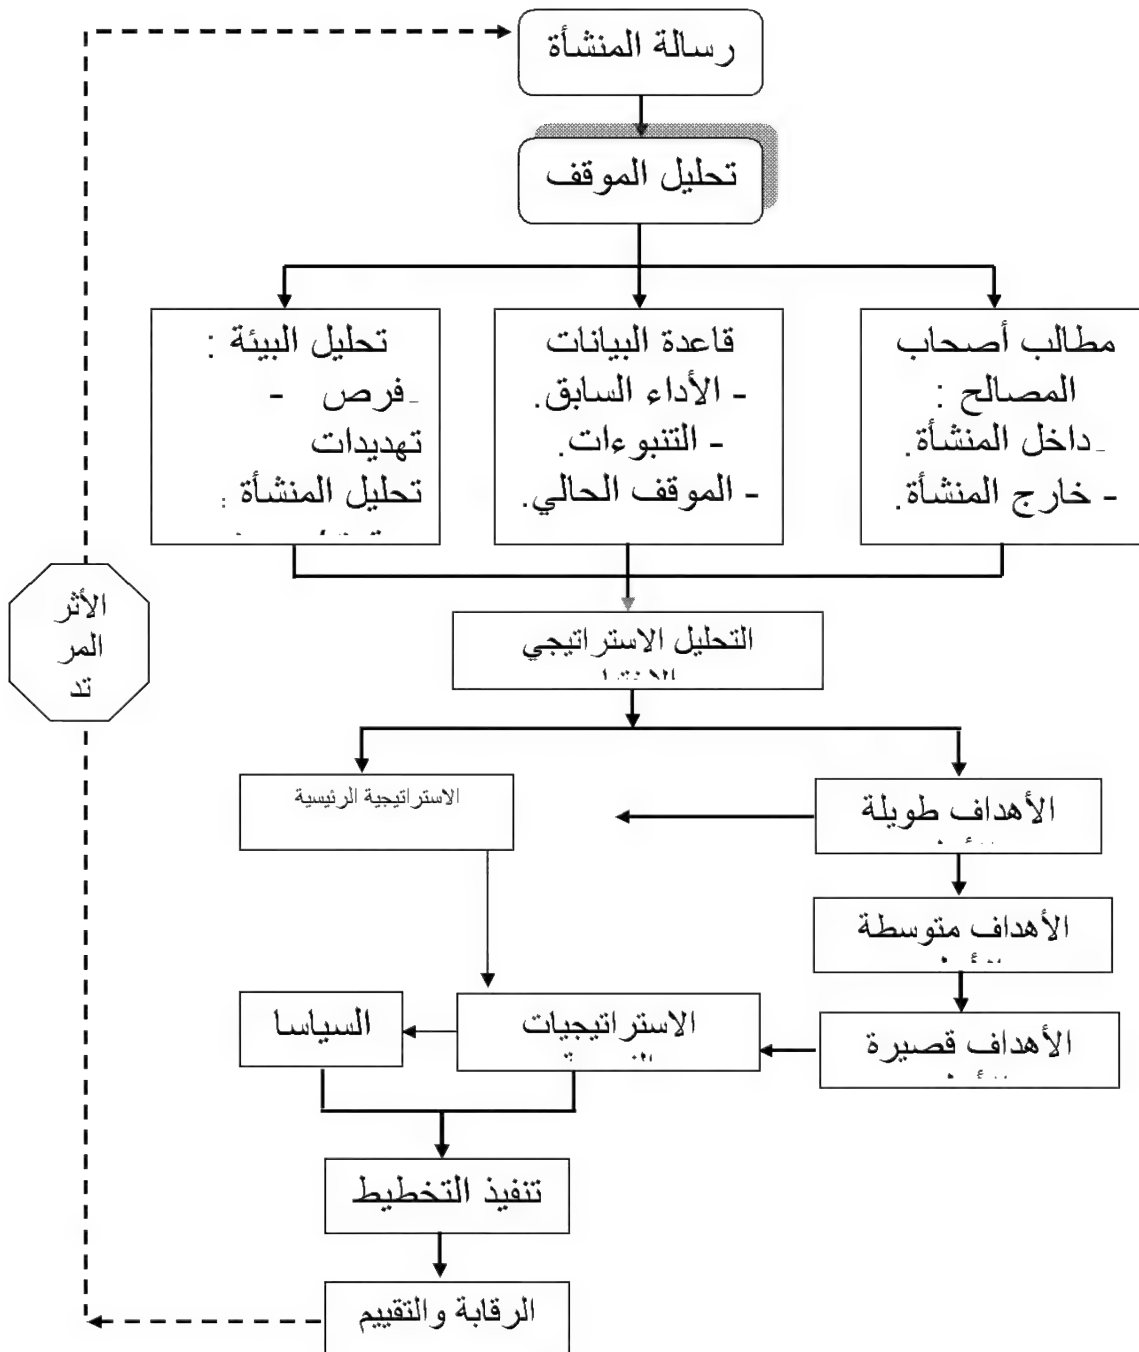 رسالة المنشأة
تحليل الموقف
مطالب أصحاب
المصالح :
- داخل المنشأة.
- خارج المنشأة.
قاعدة البيانات
- الأداء السابق.
- التنبوءات.
- الموقف الحالي.
تحليل البيئة :
- فرص -
تهديدات
تحليل المنشأة :
الأثر
المر
تد
التحليل الاستراتيجي
الاستراتيجية الرئيسية
الأهداف طويلة
الأهداف متوسطة
الأهداف قصيرة
الاستراتيجيات
السياسا
تنفيذ التخطيط
الرقابة والتقييم